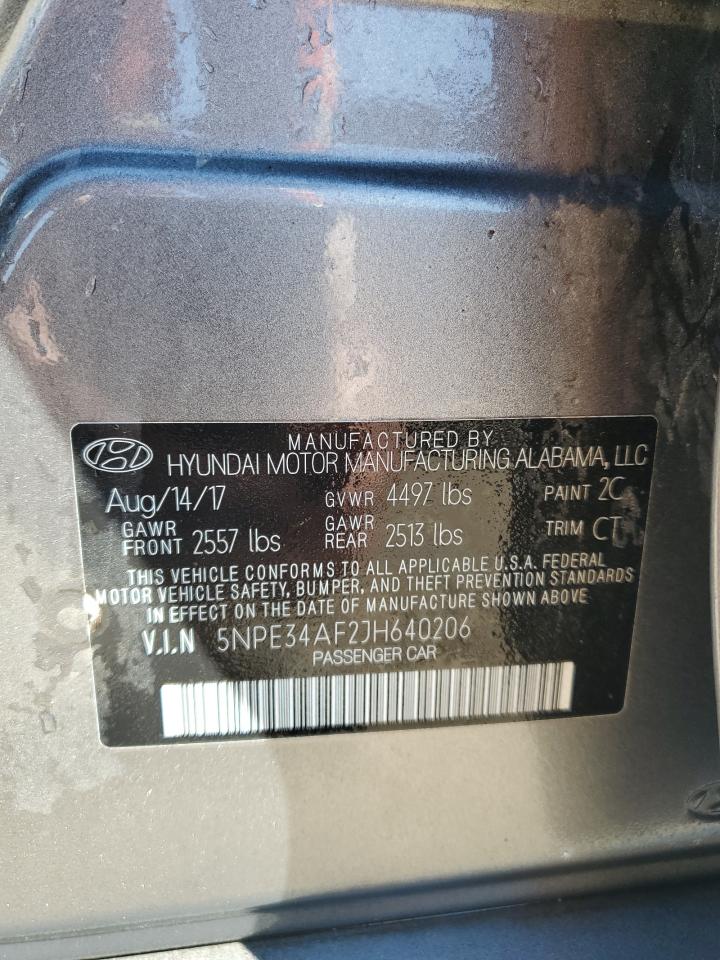 MANUFACTURED BY
HYUNDAI MOTOR MANUFACTURING ALABAMA, LLC
Aug/14/17 GVWR 4497 lbs PAINT 2C
GAWR FRONT 2557 lbs GAWR REAR 2513 lbs TRIM CT
THIS VEHICLE CONFORMS TO ALL APPLICABLE U.S.A. FEDERAL
MOTOR VEHICLE SAFETY, BUMPER, AND THEFT PREVENTION STANDARDS
IN EFFECT ON THE DATE OF MANUFACTURE SHOWN ABOVE
V.I.N 5NPE34AF2JH640206
PASSENGER CAR